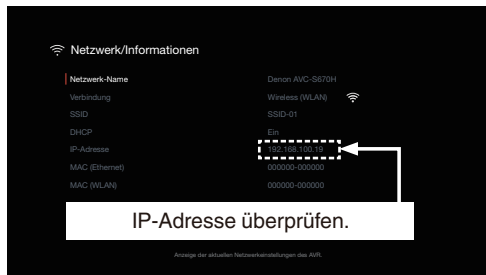 Netzwerk/Informationen
Netzwerk-Name Denon AVC-S670H
Verbindung Wireless (WLAN)
SSID SSID-01
DHCP Ein
IP-Adresse 192.168.100.19
MAC (Ethernet) 000000-000000
MAC (WLAN) 000000-000000
IP-Adresse überprüfen.
Anzeige der aktuellen Netzwerkeinstellungen des AVR.